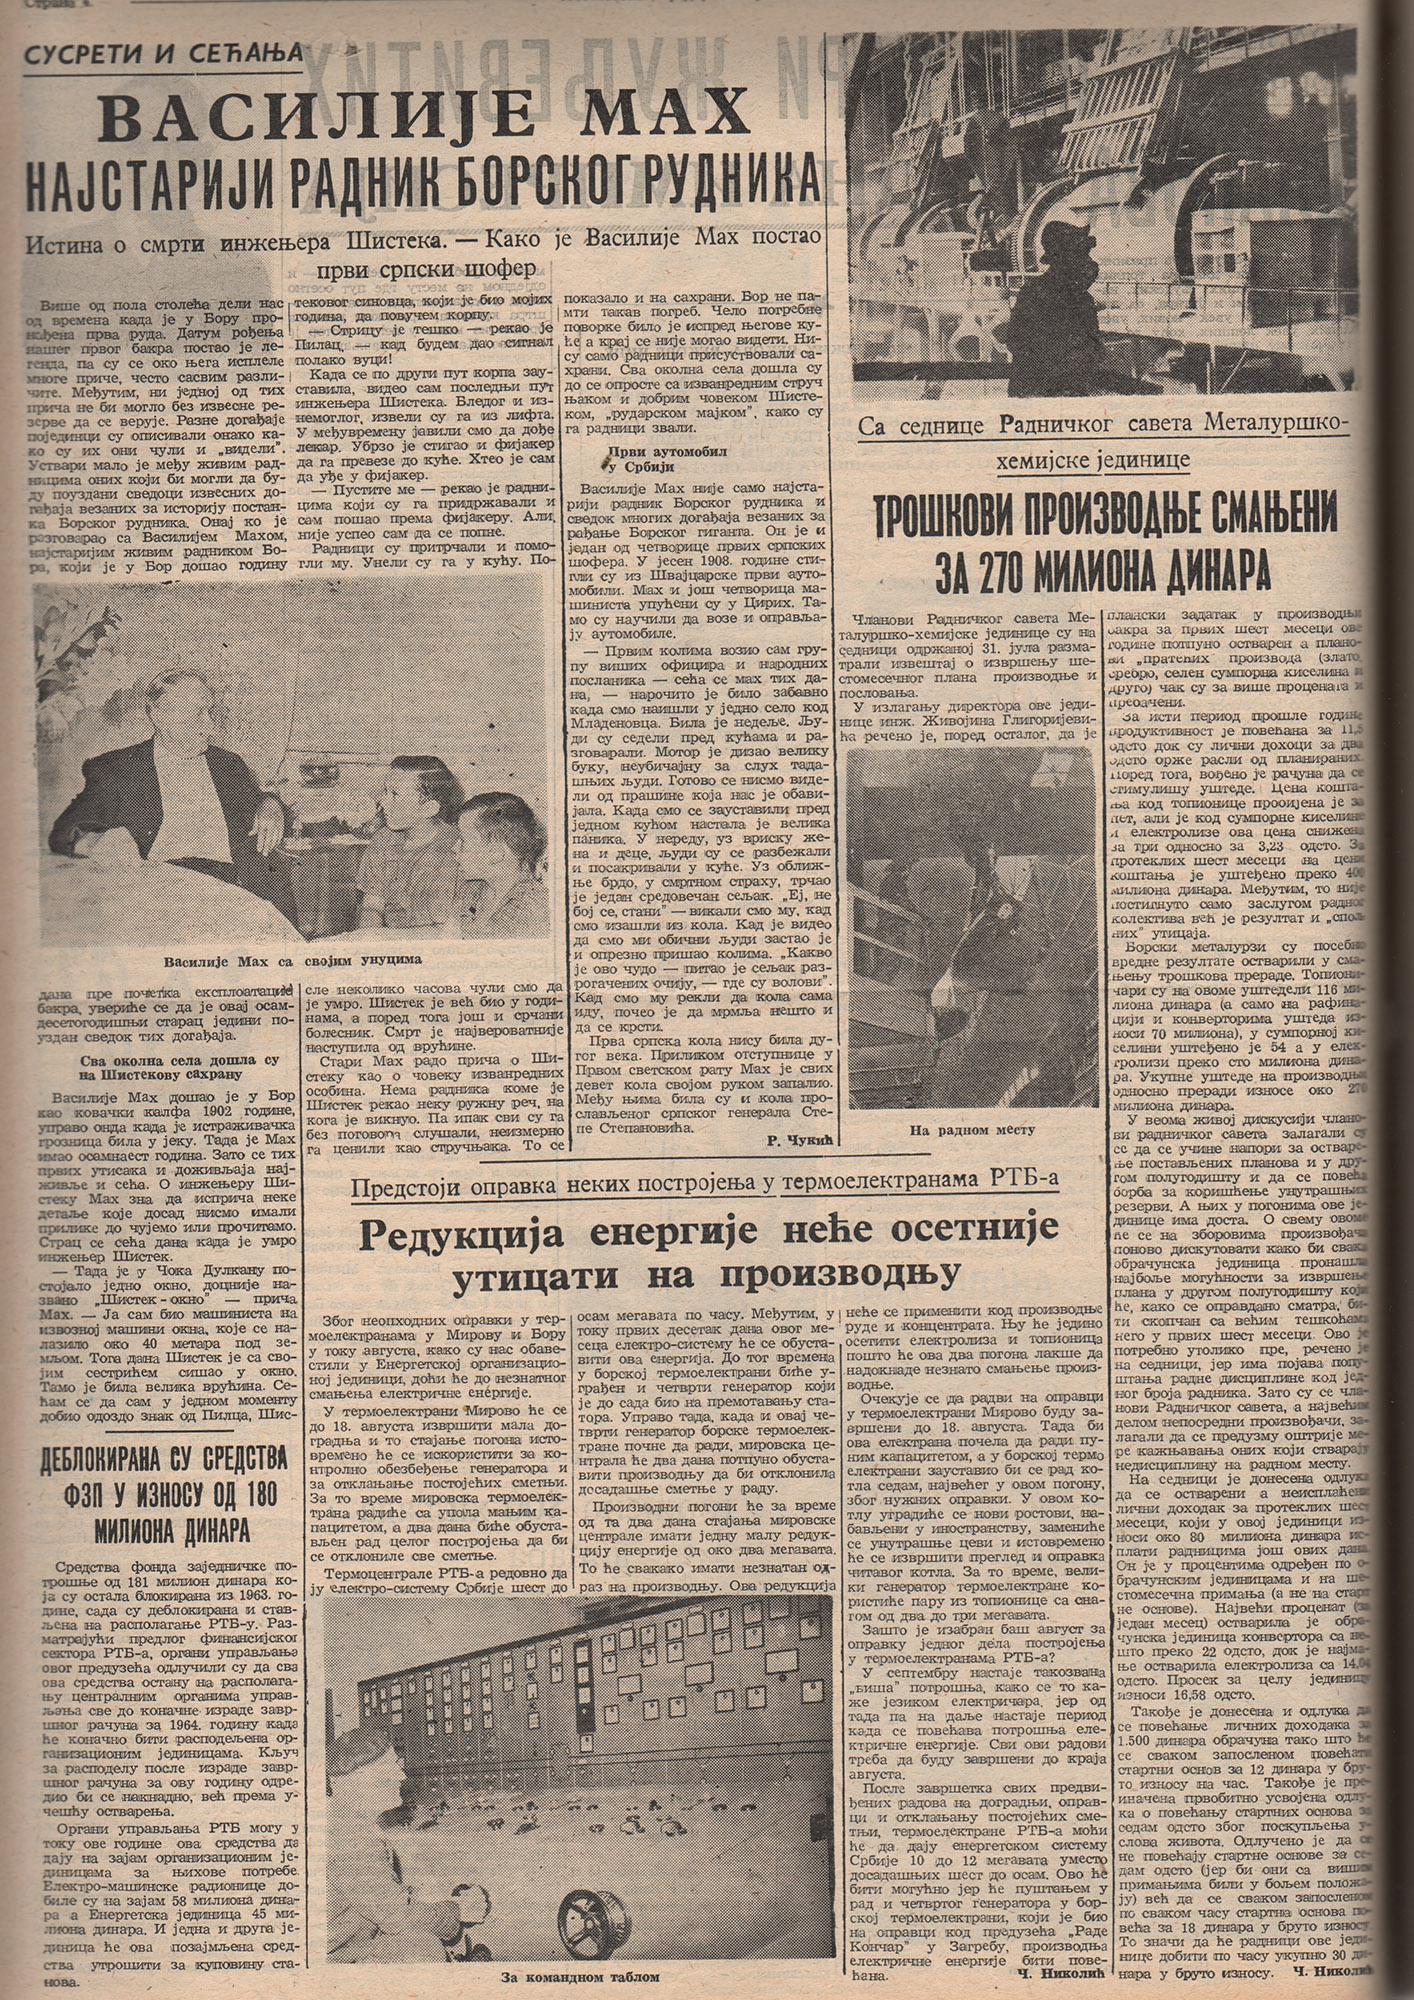 Страна 4.
СУСРЕТИ И СЕЋАЊА
ВАСИЛИЈЕ МАХ
НАЈСТАРИЈИ РАДНИК БОРСКОГ РУДНИКА
Истина о смрти инжењера Шистека. — Како је Василије Мах постао
први српски шофер
Више од пола столећа дели нас
од времена када је у Бору про-
нађена прва руда. Датум рођења
нашег првог бакра постао је ле-
генда, па су се око њега исплеле
многе приче, често сасвим разли-
чите. Међутим, ни једној од тих
прича не би могло без извесне ре-
зерве да се верује. Разне догађаје
појединци су описивали онако ка-
ко су их они чули и „видели”.
Уствари мало је међу живим рад-
ницима оних који би могли да бу-
ду поуздани сведоци извесних до-
гађаја везаних за историју постан-
ка Борског рудника. Онај ко је
разговарао са Василијем Махом,
најстаријим живим радником Бо-
ра, који је у Бор дошао годину
Василије Мах са својим унуцима
дана пре почетка експлоатације
бакра, увериће се да је овај осам-
десетогодишњи старац једини по-
уздан сведок тих догађаја.
Сва околна села дошла су
на Шистекову сахрану
Василије Мах дошао је у Бор
као ковачки калфа 1902 године,
управо онда када је истраживачка
грозница била у јеку. Тада је Мах
имао осамнаест година. Зато се тих
првих утисака и доживљаја нај-
живље и сећа. О инжењеру Ши-
стеку Мах зна да исприча неке
детаље које досад нисмо имали
прилике до чујемо или прочитамо.
Страц се сећа дана када је умро
инжењер Шистек.
— Тада је у Чока Дулкану по-
стојало једно окно, доцније на-
звано „Шистек-окно” — прича
Мах. — Ја сам био машиниста на
извозној машини окна, које се на-
лазило око 40 метара под зе-
мљом. Тога дана Шистек је са сво-
јим сестрићем сишао у окно.
Тамо је била велика врућина. Се-
ћам се да сам у једном моменту
добио одоздо знак од Пилца, Шис-
тековог синовца, који је био мојих
година, да повучем корпу.
— Стрицу је тешко — рекао је
Пилац, — кад будем дао сигнал
полако вуци!
Када се по други пут корпа зау-
ставила, видео сам последњи пут
инжењера Шистека. Бледог и из-
немоглог, извели су га из лифта.
У међувремену јавили смо да дође
лекар. Убрзо је стигао и фијакер
да га превезе до куће. Хтео је сам
да уђе у фијакер.
— Пустите ме — рекао је радни-
цима који су га придржавали и
сам пошао према фијакеру. Али,
није успео сам да се попне.
Радници су притрчали и помо-
гли му. Унели су га у кућу. По-
сле неколико часова чули смо да
је умро. Шистек је већ био у годи-
нама, а поред тога још и срчани
болесник. Смрт је највероватније
наступила од врућине.
Стари Мах радо прича о Ши-
стеку као о човеку изванредних
особина. Нема радника коме је
Шистек рекао неку ружну реч, на
кога је викнуо. Па ипак сви су га
без поговора слушали, неизмерно
га ценили као стручњака. То се
показало и на сахрани. Бор не па-
мти такав погреб. Чело погребне
поворке било је испред његове ку-
ће а крај се није могао видети. Ни-
су само радници присуствовали са-
храни. Сва околна села дошла су
до се опросте са изванредним струч
њаком и добрим човеком Шисте-
ком, „рударском мајком”, како су
га радници звали.
Први аутомобил
у Србији
Василије Мах није само најста-
рији радник Борског рудника и
сведок многих догађаја везаних за
рађање Борског гиганта. Он је и
један од четворице првих српских
шофера. У јесен 1908. године сти-
гли су из Швајцарске први ауто-
мобили. Мах и још четворица ма-
шиниста упућени су у Цирих. Та-
мо су научили да возе и оправља-
ју аутомобиле.
— Првим колима возио сам гру-
пу виших официра и народних
посланика — сећа се мах тих да-
на, — нарочито је било забавно
када смо наишли у једно село код
Младеновца. Била је недеље. Љу-
ди су седели пред кућама и ра-
зговарали. Мотор је дизао велику
буку, неубичајну за слух тада-
шњих људи. Готово се нисмо виде-
ли од прашине која нас је обави-
јала. Када смо се зауставили пред
једном кућом настала је велика
паника. У нереду, уз вриску же-
на и деце, људи су се разбежали
и посакривали у куће. Уз оближ-
ње брдо, у смртном страху, трчао
је један средовечан сељак. „Еј, не
бој се, стани” — викали смо му, кад
смо изашли из кола. Кад је видео
да смо ми обични људи застао је
и опрезно пришао колима. „Какво
је ово чудо — питао је сељак раз-
рогачених очију, — где су волови”.
Кад смо му рекли да кола сама
иду, почео је да мрмља нешто и
да се крсти.
Прва српска кола нису била ду-
гог века. Приликом отступнице у
Првом светском рату Мах је свих
девет кола својом руком запалио.
Међу њима била су и кола про-
слављеног српског генерала Сте-
пе Степановића.
Р. Чукић
Са седнице Радничког савета Металуршко-
хемијске јединице
ТРОШКОВИ ПРОИЗВОДЊЕ СМАЊЕНИ
ЗА 270 МИЛИОНА ДИНАРА
Чланови Радничког савета Ме-
талуршко-хемијске јединице су на
седници одржаној 31. јула разма-
трали извештај о извршењу ше-
стомесечног плана производње и
пословања.
У излагању директора ове једи-
нице инж. Живојина Глигоријеви-
ћа речено је, поред осталог, да је
На радном месту
плански задатак у производњи
бакра за првих шест месеци ове
године потпуно остварен а плано-
ви „пратећих” производа (злато,
сребро, селен сумпорна киселина и
друго) чак су за више процената и
пребачени.
За исти период прошле године
продуктивност је повећана за 11,5
одсто док су лични дохоци за два
одсто брже расли од планираних.
Поред тога, вођено је рачуна да се
стимулишу уштеде. Цена кошта-
ња код топионице пробијена је за
пет, али је код сумпорне киселине
и електролизе ова цена снижена
за три односно за 3,23 одсто. За
протеклих шест месеци на цени
коштања је уштеђено преко 400
милиона динара. Међутим, то није
постигнуто само заслугом радног
колектива већ је резултат и „спољ-
них” утицаја.
Борски металурзи су посебно
вредне резултате остварили у сма-
њењу трошкова прераде. Топиони-
чари су на овоме уштедели 116 ми-
лиона динара (а само на рафина-
цији и конверторима уштеда из-
носи 70 милиона), у сумпорној ки-
селини уштеђено је 54 а у елек-
тролизи преко сто милиона дина-
ра. Укупне уштеде на производњи
односно преради износе око 270
милиона динара.
У веома живој дискусији члано-
ви радничког савета залагали су
се да се учине напори за остваре-
ње постављених планова и у дру-
гом полугодишту и да се повећа
борба за коришћење унутрашњих
резерви. А њих у погонима ове је-
динице има доста. О свему овоме
ће се на зборовима произвођача
поново дискутовати како би свака
обрачунска јединица пронашла
најбоље могућности за извршење
плана у другом полугодишту који
ће, како се оправдано сматра, би-
ти скопчан са већим тешкоћама
него у првих шест месеци. Ово је
потребно утолико пре, речено је
на седници, јер има појава попу-
штања радне дисциплине код јед-
ног броја радника. Зато су се чла-
нови Радничког савета, а највећим
делом непосредни произвођачи, за-
лагали да се предузму оштрије ме-
ре кажњавања оних који стварају
недисциплину на радном месту.
На седници је донесена одлука
да се остварени а неисплаћени
лични доходак за протеклих шест
месеци, који у овој јединици из-
носи око 80 милиона динара ис-
плати радницима још ових дана.
Он је у процентима одређен по о-
брачунским јединицама и на ше-
стомесечна примања (а не на старт
не основе). Највећи проценат (за
један месец) остварила је обра-
чунска јединица конвертора са не-
што преко 22 одсто, док је најма-
ње остварила електролиза са 14,04
одсто. Просек за целу јединицу
износи 16,58 одсто.
Такође је донесена и одлука да
се повећање личних доходака за
1.500 динара обрачуна тако што ће
се сваком запосленом повећати
стартни основ за 12 динара у бру-
то износу на час. Такође је пре-
иначена првобитно усвојена одлу-
ка о повећању стартних основа за
седам одсто због поскупљења у-
слова живота. Одлучено је да се
не повећају стартне основе за се-
дам одсто (јер би они са вишим
примањима били у бољем положа-
ју) већ да се сваком запосленом
по сваком часу стартна основа по-
већа за 18 динара у бруто износу.
То значи да ће радници ове једи-
нице добити по часу укупно 30 ди-
нара у бруто износу. Ч. Николић
Предстоји оправка неких постројења у термоелектранама РТБ-а
Редукција енергије неће осетније
утицати на производњу
Због неопходних оправки у тер-
моелектранама у Мирову и Бору
у току августа, како су нас обаве-
стили у Енергетској организацио-
ној јединици, доћи ће до незнатног
смањења електричне енергије.
У термоелектрани Мирово ће се
до 18. августа извршити мала до-
градња и то стајање погона исто-
времено ће се искористити за ко-
нтролно обезбеђење генератора и
за отклањање постојећих сметњи.
За то време мировска термоелек-
трана радиће са упола мањим ка-
пацитетом, а два дана биће обуста-
вљен рад целог постројења да би
се отклониле све сметње.
Термоцентрале РТБ-а редовно да
ју електро-систему Србије шест до
осам мегавата по часу. Међутим, у
току првих десетак дана овог ме-
сеца електро-систему ће се обуста-
вити ова енергија. До тог времена
у борској термоелектрани биће у-
грађен и четврти генератор који
је до сада био на премотавању ста-
тора. Управо тада, када и овај че-
тврти генератор борске термоелек-
тране почне да ради, мировска це-
нтрала ће два дана потпуно обуста-
вити производњу да би отклонила
досадашње сметње у раду.
Производни погони ће за време
од та два дана стајања мировске
централе имати једну малу редук-
цију енергије од око два мегавата.
То ће свакако имати незнатан од-
раз на производњу. Ова редукција
неће се применити код производње
руде и концентрата. Њу ће једино
осетити електролиза и топионица
пошто ће ова два погона лакше да
надокнаде незнато смањење произ-
водње.
Очекује се да радви на оправци
у термоелектрани Мирово буду за-
вршени до 18. августа. Тада би
ова електрана почела да ради пу-
ним капацитетом, а у борској термо
електрани зауставио би се рад ко-
тла седам, највећег у овом погону,
због нужних оправки. У овом ко-
тлу уградиће се нови ростови, на-
бављени у иностранству, замениће
се унутрашње цеви и истовремено
ће се извршити преглед и оправка
читавог котла. За то време, вели-
ки генератор термоелектране ко-
ристиће пару из топионице са сна-
гом од два до три мегавата.
Зашто је изабран баш август за
оправку једног дела постројења
у термоелектранама РТБ-а?
У септембру настаје такозвана
„виша” потрошња, како се то ка-
же језиком електричара, јер од
тада па на даље настаје период
када се повећава потрошња еле-
ктричне енергије. Сви ови радови
треба да буду завршени до краја
августа.
После завршетка свих предви-
ђених радова на доградњи, оправ-
ци и отклањању постојећих сме-
тњи, термоелектране РТБ-а моћи
ће да дају енергетском систему
Србије 10 до 12 мегавата уместо
досадашњих шест до осам. Ово ће
бити могућно јер ће пуштањем у
рад и четвртог генератора у бор-
ској термоелектрани, који је био
на оправци код предузећа „Раде
Кончар” у Загребу, производња
електричне енергије бити пове-
ћана.
Ч. Николић
За командном таблом
ДЕБЛОКИРАНА СУ СРЕДСТВА
ФЗП У ИЗНОСУ ОД 180
МИЛИОНА ДИНАРА
Средства фонда заједничке по-
трошње од 181 милион динара ко-
ја су остала блокирана из 1963. го-
дине, сада су деблокирана и став-
љена на располагање РТБ-у. Раз-
матрајући предлог финансијског
сектора РТБ-а, органи управљања
овог предузећа одлучили су да сва
ова средства остану на располага-
њу централним органима управ-
љања све до коначне израде завр-
шног рачуна за 1964. годину када
ће коначно бити расподељена ор-
ганизационим јединицама. Кључ
за расподелу после израде завр-
шног рачуна за ову годину одре-
дио би се накнадно, већ према у-
чешћу остварења.
Органи управљања РТБ могу у
току ове године ова средства да
дају на зајам организационим је-
диницама за њихове потребе.
Електро-машинске радионице до-
биле су на зајам 58 милиона дина-
ра а Енергетска јединица 45 ми-
лиона динара. И једна и друга је-
диница ће ова позајмљена сред-
ства утрошити за куповину ста-
нова.